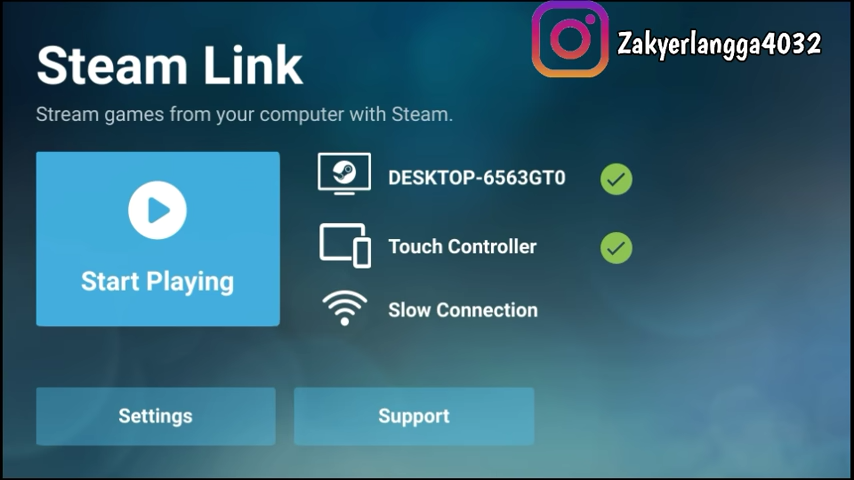 Steam Link
Zakyerlangga4032
Stream games from your computer with Steam.
Start Playing
DESKTOP-6563GT0
Touch Controller
Slow Connection
Settings
Support